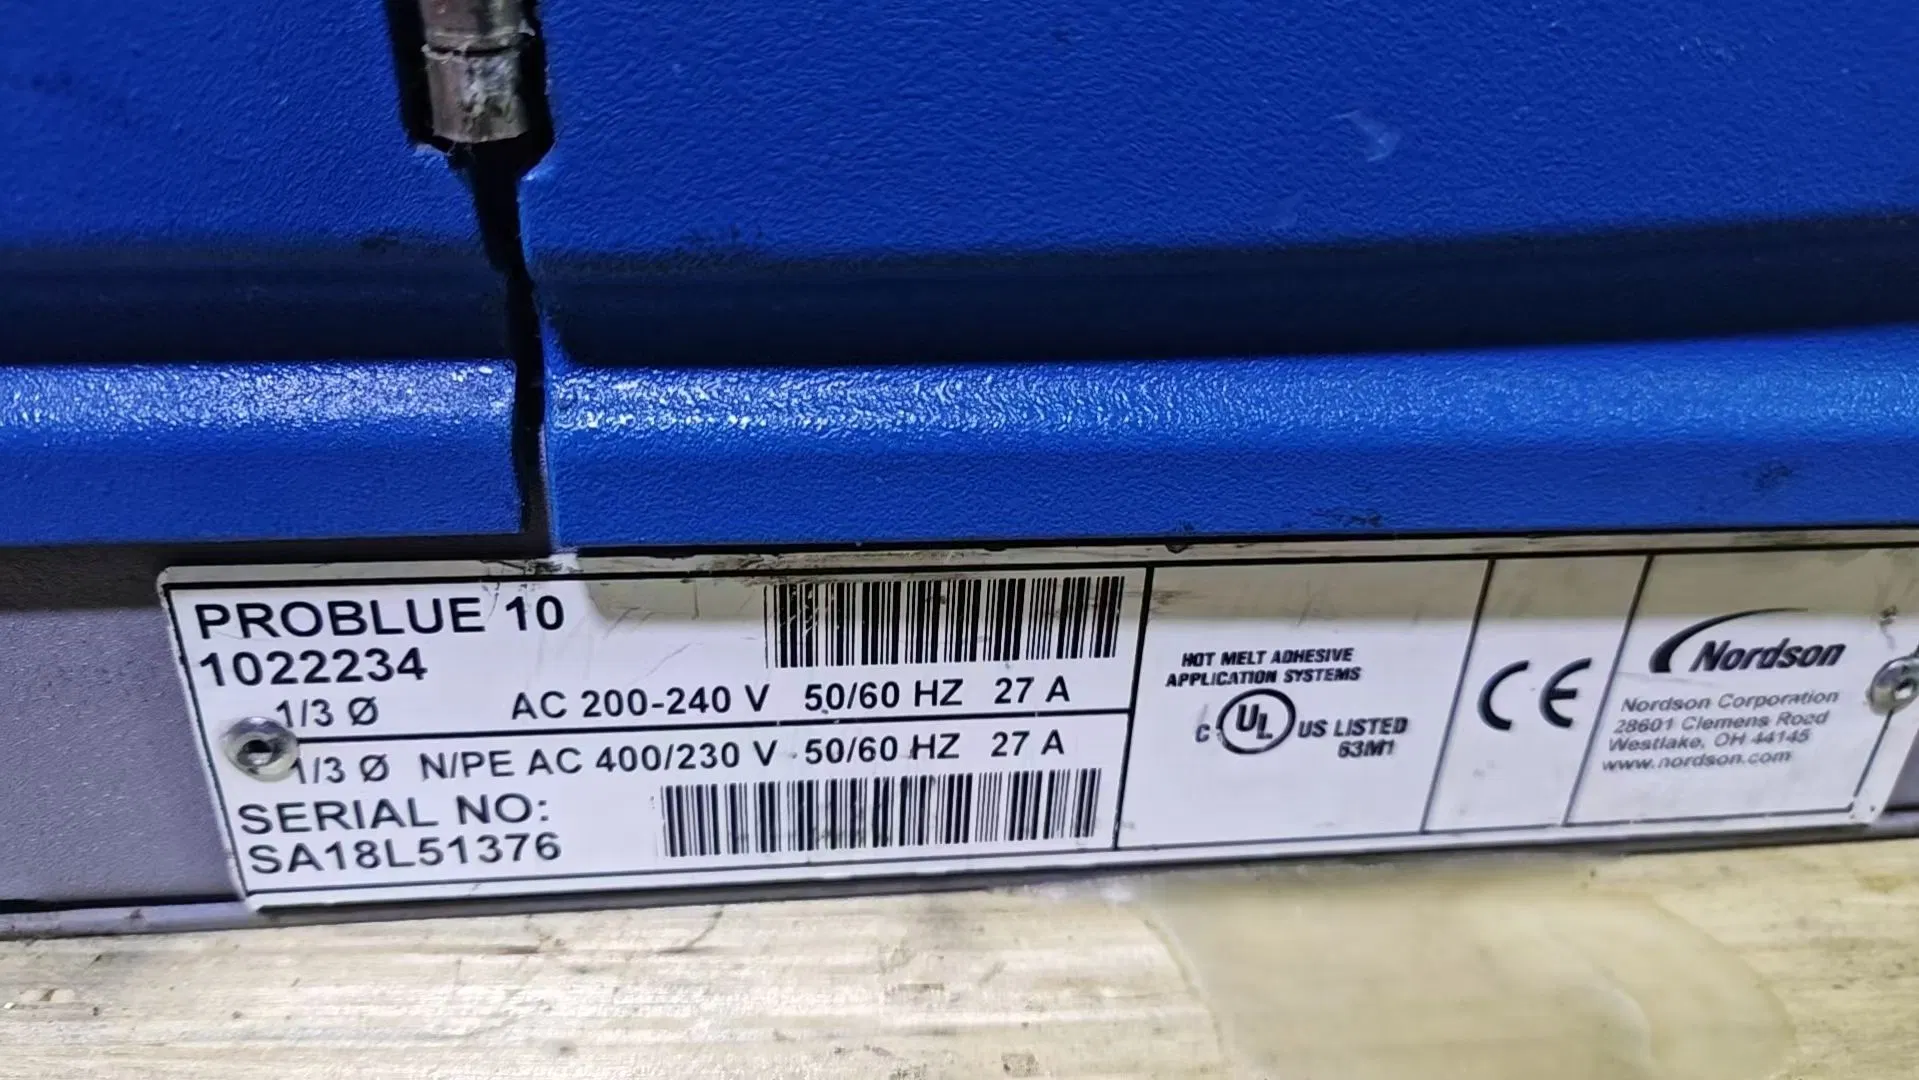 PROBLUE 10
1022234
1/3 Ø AC 200-240 V 50/60 HZ 27 A
1/3 Ø N/PE AC 400/230 V 50/60 HZ 27 A
SERIAL NO:
SA18L51376
HOT MELT ADHESIVE
APPLICATION SYSTEMS
C UL US LISTED
63M1
CE
Nordson
Nordson Corporation
28601 Clemens Road
Westlake, OH 44145
www.nordson.com